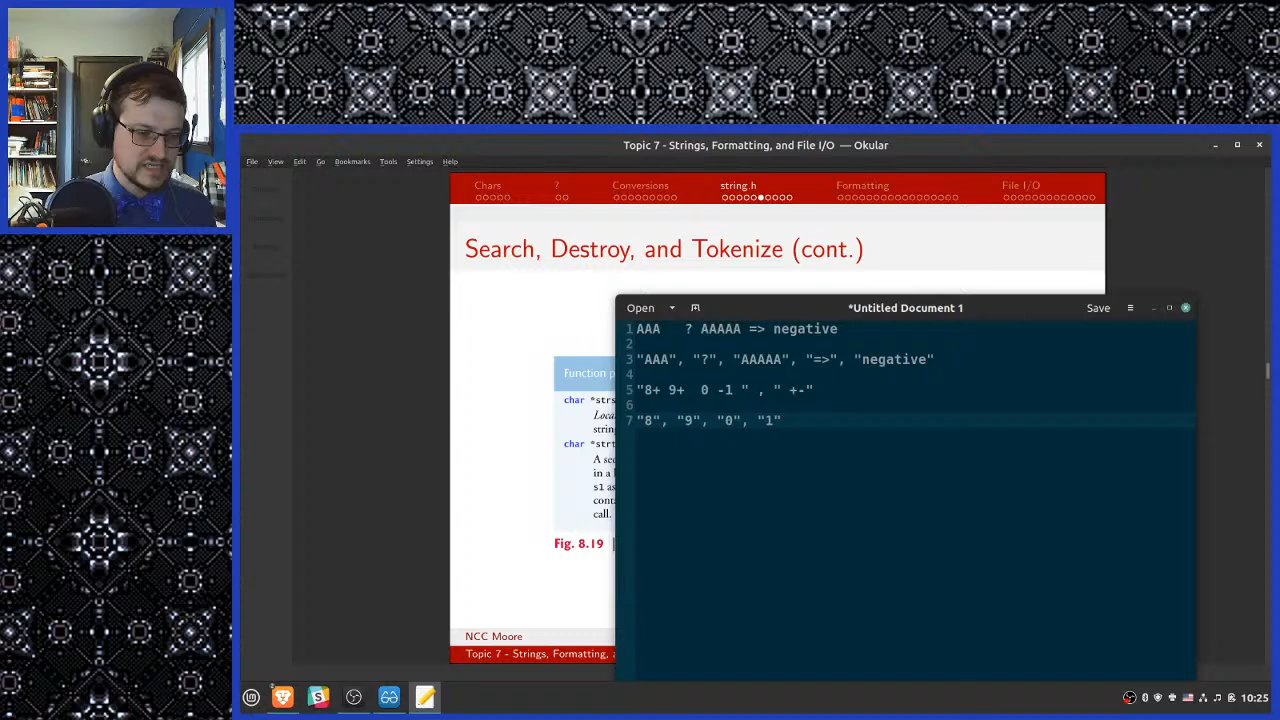 Topic 7 - Strings, Formatting, and File I/O — Okular
File View Edit Go Bookmarks Tools Settings Help
Chars ? Conversions string.h Formatting File I/O
Search, Destroy, and Tokenize (cont.)
Open *Untitled Document 1 Save
1 AAA   ? AAAAA => negative
2
3 "AAA", "?", "AAAAA", "=>", "negative"
4
5 "8+ 9+  0 -1 " , " +-"
6
7 "8", "9", "0", "1"
Function p
char *strs
Loca
strin
char *strt
A sec
in a l
s1 as
conta
call.
Fig. 8.19
NCC Moore
Topic 7 - Strings, Formatting, a
10:25